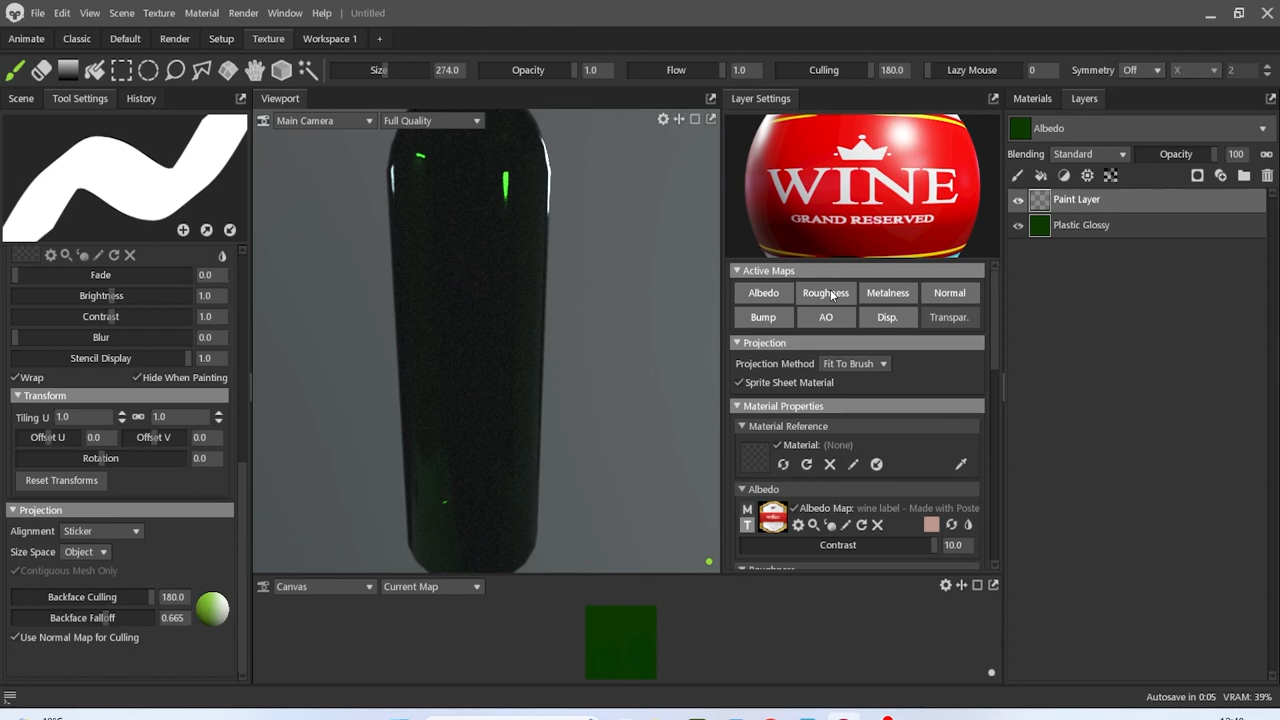 File Edit View Scene Texture Material Render Window Help Untitled
Animate Classic Default Render Setup Texture Workspace 1 +
Size 274.0 Opacity 1.0 Flow 1.0 Culling 180.0 Lazy Mouse 0 Symmetry Off X 2
Scene Tool Settings History Viewport Layer Settings Materials Layers
Main Camera Full Quality Albedo
Blending Standard Opacity 100
WINE
GRAND RESERVED
Paint Layer
Plastic Glossy
Fade 0.0
Brightness 1.0
Contrast 1.0
Blur 0.0
Stencil Display 1.0
Wrap Hide When Painting
Transform
Tiling U 1.0 1.0
Offset U 0.0 Offset V 0.0
Rotation 0.0
Reset Transforms
Projection
Alignment Sticker
Size Space Object
Contiguous Mesh Only
Backface Culling 180.0
Backface Falloff 0.665
Use Normal Map for Culling
Active Maps
Albedo Roughness Metalness Normal
Bump AO Disp. Transpar.
Projection
Projection Method Fit To Brush
Sprite Sheet Material
Material Properties
Material Reference
Material: (None)
Albedo
M Albedo Map: wine label - Made with Poste
T
Contrast 10.0
Canvas Current Map
Autosave in 0:05 VRAM: 39%